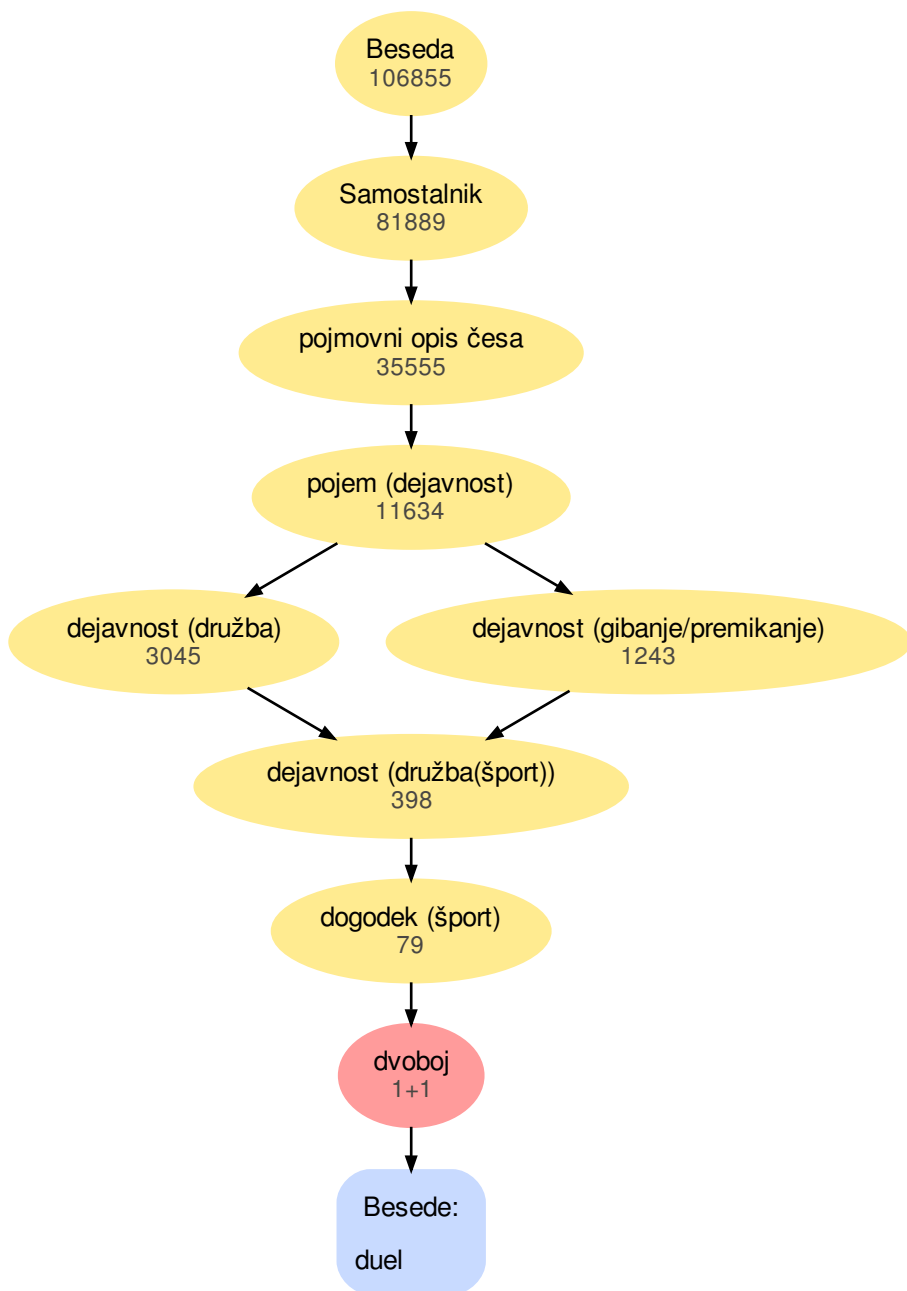 Beseda
106855
Samostalnik
81889
pojmovni opis česa
35555
pojem (dejavnost)
11634
dejavnost (družba)
3045
dejavnost (gibanje/premikanje)
1243
dejavnost (družba(šport))
398
dogodek (šport)
79
dvoboj
1+1
Besede:
duel